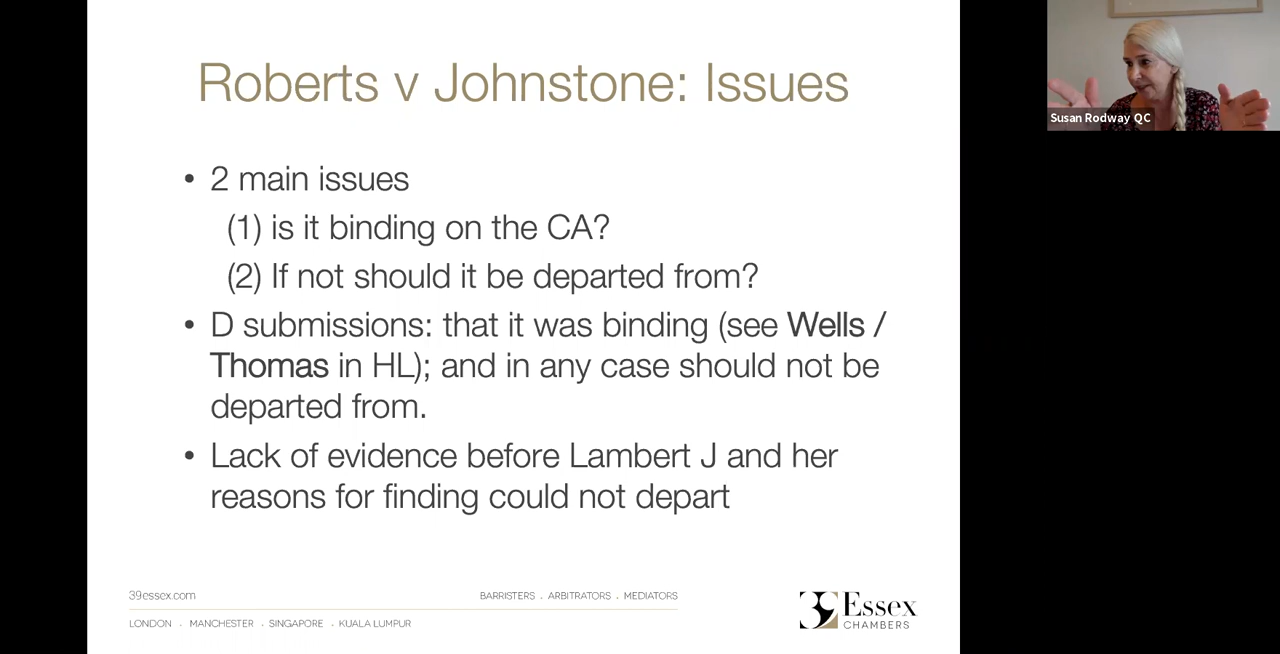 Roberts v Johnstone: Issues
• 2 main issues
(1) is it binding on the CA?
(2) If not should it be departed from?
• D submissions: that it was binding (see Wells /
Thomas in HL); and in any case should not be
departed from.
• Lack of evidence before Lambert J and her
reasons for finding could not depart
39essex.com
BARRISTERS . ARBITRATORS . MEDIATORS
LONDON . MANCHESTER . SINGAPORE . KUALA LUMPUR
39 Essex
CHAMBERS
Susan Rodway QC